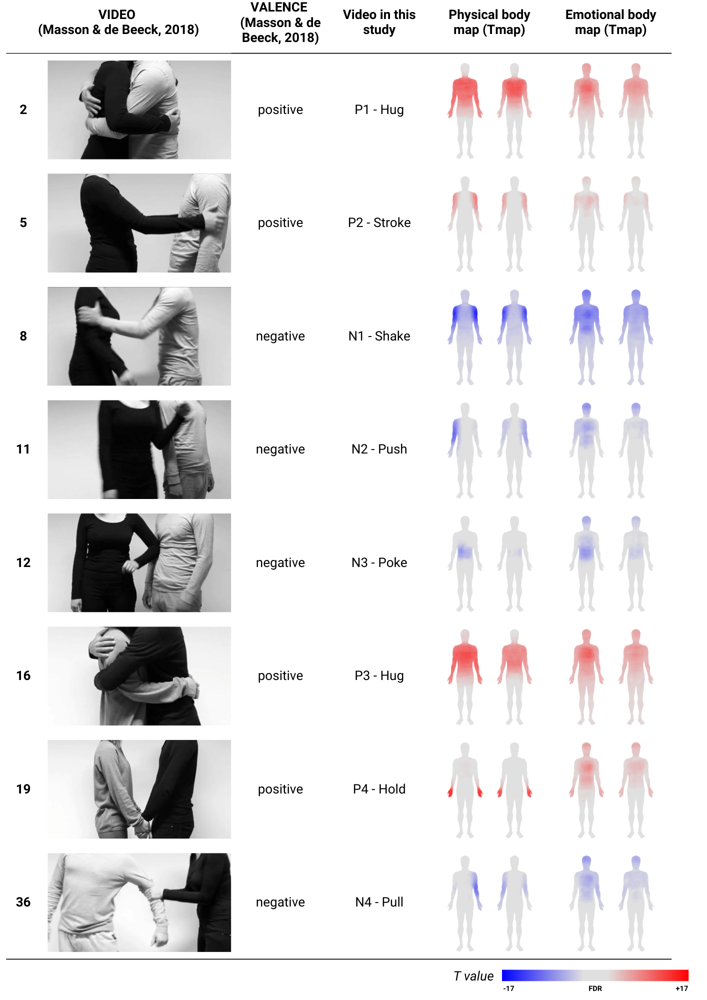 VIDEO
(Masson & de Beeck, 2018)
VALENCE
(Masson & de
Beeck, 2018)
Video in this
study
Physical body
map (Tmap)
Emotional body
map (Tmap)
2 positive P1 - Hug
5 positive P2 - Stroke
8 negative N1 - Shake
11 negative N2 - Push
12 negative N3 - Poke
16 positive P3 - Hug
19 positive P4 - Hold
36 negative N4 - Pull
T value
-17 FDR +17